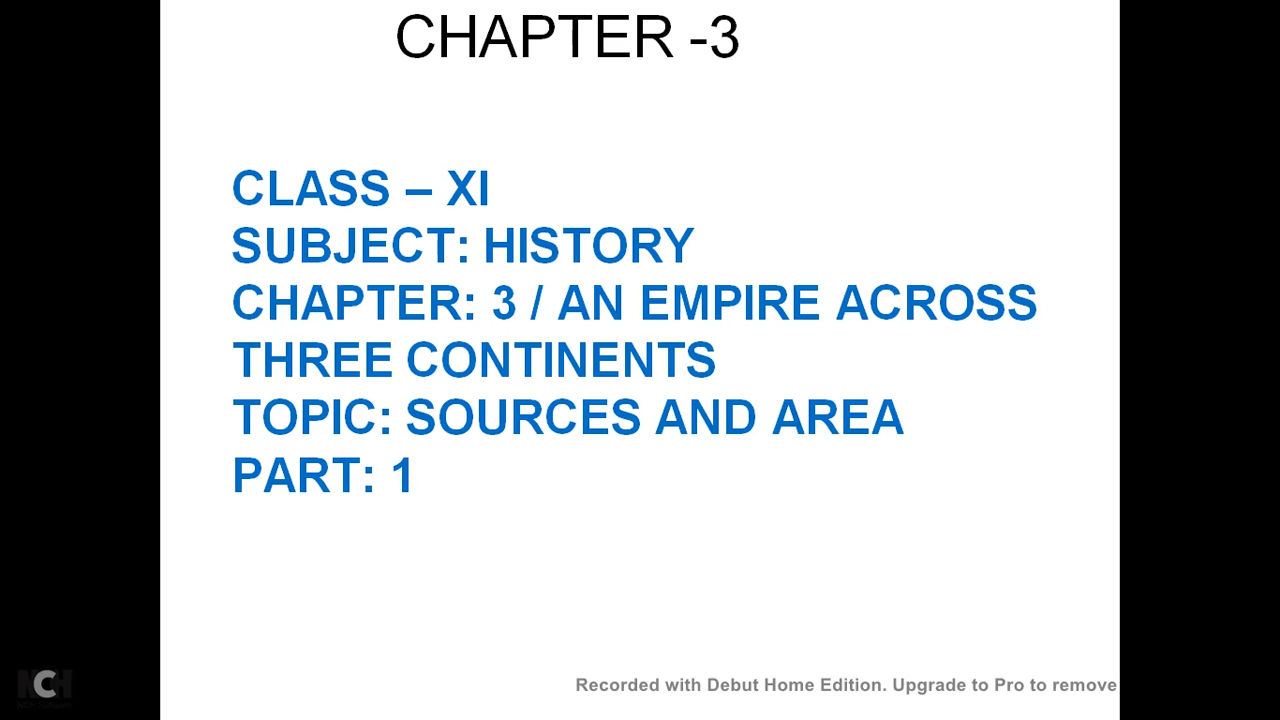 CHAPTER -3
CLASS – XI
SUBJECT: HISTORY
CHAPTER: 3 / AN EMPIRE ACROSS
THREE CONTINENTS
TOPIC: SOURCES AND AREA
PART: 1
NCH
Recorded with Debut Home Edition. Upgrade to Pro to remove